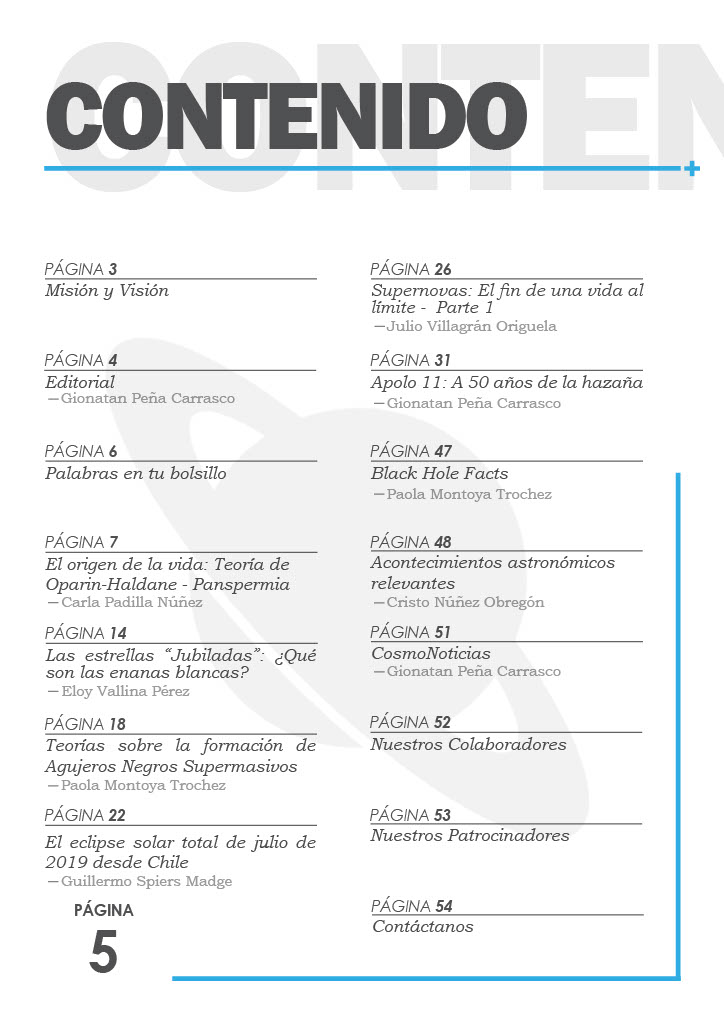 CONTEN
CONTENIDO
PÁGINA 3
Misión y Visión
PÁGINA 4
Editorial
—Gionatan Peña Carrasco
PÁGINA 6
Palabras en tu bolsillo
PÁGINA 7
El origen de la vida: Teoría de
Oparin-Haldane - Panspermia
—Carla Padilla Núñez
PÁGINA 14
Las estrellas “Jubiladas”: ¿Qué
son las enanas blancas?
—Eloy Vallina Pérez
PÁGINA 18
Teorías sobre la formación de
Agujeros Negros Supermasivos
—Paola Montoya Trochez
PÁGINA 22
El eclipse solar total de julio de
2019 desde Chile
—Guillermo Spiers Madge
PÁGINA 26
Supernovas: El fin de una vida al
límite - Parte 1
—Julio Villagrán Origuela
PÁGINA 31
Apolo 11: A 50 años de la hazaña
—Gionatan Peña Carrasco
PÁGINA 47
Black Hole Facts
—Paola Montoya Trochez
PÁGINA 48
Acontecimientos astronómicos
relevantes
—Cristo Núñez Obregón
PÁGINA 51
CosmoNoticias
—Gionatan Peña Carrasco
PÁGINA 52
Nuestros Colaboradores
PÁGINA 53
Nuestros Patrocinadores
PÁGINA 54
Contáctanos
PÁGINA
5